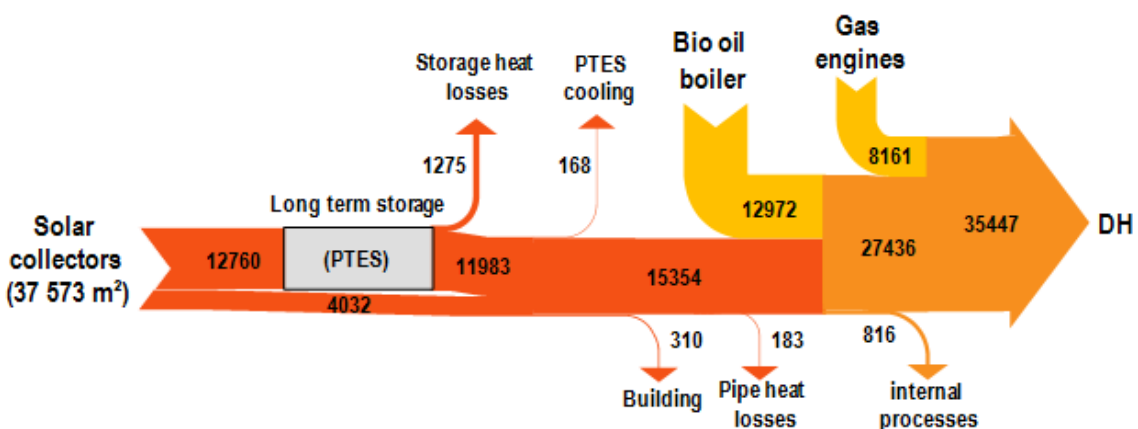 Gas
engines
Bio oil
boiler
Storage heat
losses
PTES
cooling
1275
168
8161
Long term storage
12972
Solar
collectors
(37 573 m²)
12760
(PTES)
11983
15354
27436
35447
DH
4032
310
183
816
Building
Pipe heat
losses
internal
processes